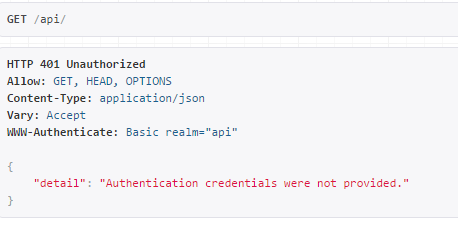 GET /api/
HTTP 401 Unauthorized
Allow: GET, HEAD, OPTIONS
Content-Type: application/json
Vary: Accept
WWW-Authenticate: Basic realm="api"
{
    "detail": "Authentication credentials were not provided."
}